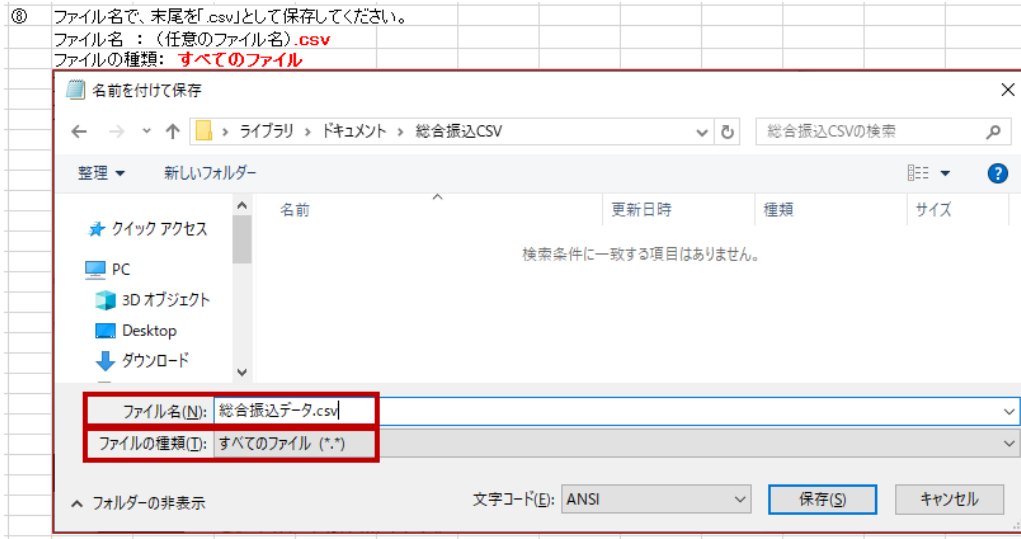 ⑧ ファイル名で、末尾を「.csv」として保存してください。
ファイル名 ： （任意のファイル名）.csv
ファイルの種類： すべてのファイル
名前を付けて保存
ライブラリ › ドキュメント › 総合振込CSV
総合振込CSVの検索
整理 新しいフォルダー
名前 更新日時 種類 サイズ
検索条件に一致する項目はありません。
クイック アクセス
PC
3D オブジェクト
Desktop
ダウンロード
ファイル名(N): 総合振込データ.csv
ファイルの種類(T): すべてのファイル (*.*)
フォルダーの非表示
文字コード(E): ANSI 保存(S) キャンセル